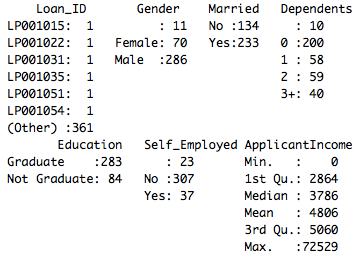 Loan_ID       Gender     Married    Dependents
LP001015:  1         : 11   No :134      : 10
LP001022:  1   Female: 70   Yes:233    0 :200
LP001031:  1   Male  :286              1 : 58
LP001035:  1                           2 : 59
LP001051:  1                           3+: 40
LP001054:  1
(Other) :361
       Education   Self_Employed ApplicantIncome
Graduate    :283      : 23       Min.   :    0
Not Graduate: 84   No :307       1st Qu.: 2864
                   Yes: 37       Median : 3786
                                 Mean   : 4806
                                 3rd Qu.: 5060
                                 Max.   :72529